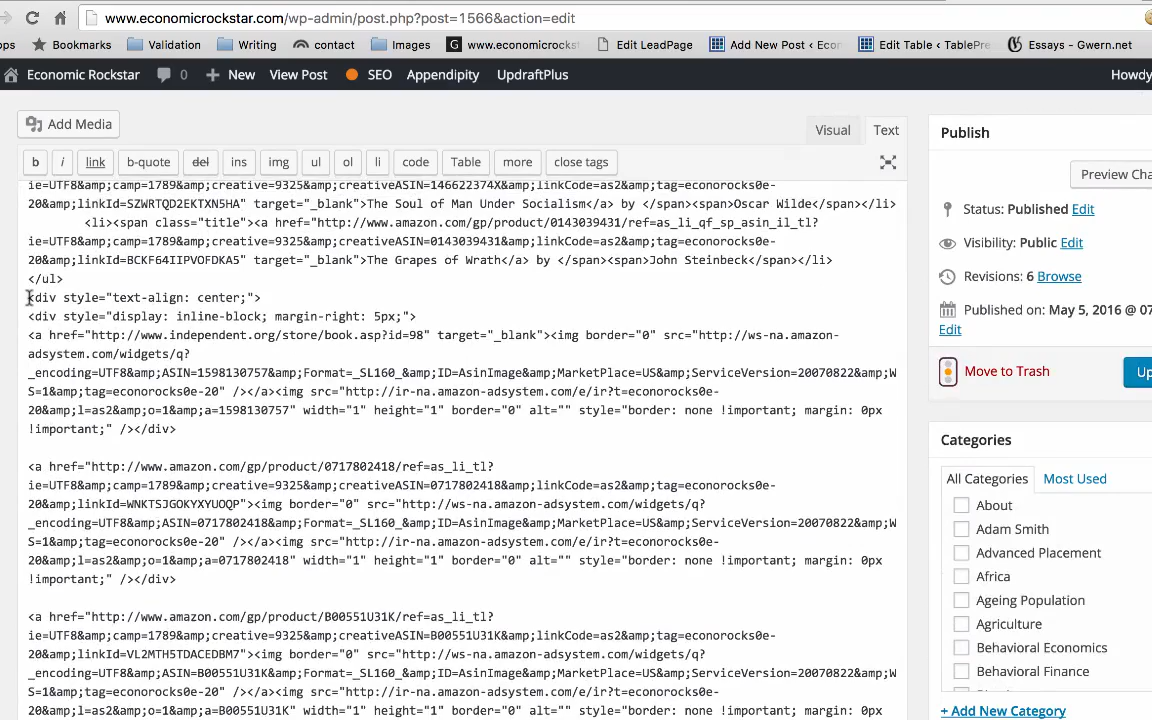 www.economicrockstar.com/wp-admin/post.php?post=1566&action=edit
ops Bookmarks Validation Writing contact Images G www.economicrockst Edit LeadPage Add New Post ‹ Econ Edit Table ‹ TablePre Essays - Gwern.net
Economic Rockstar 0 New View Post SEO Appendipity UpdraftPlus Howdy
Add Media Visual Text
b i link b-quote del ins img ul ol li code Table more close tags
ie=UTF8&amp;camp=1789&amp;creative=9325&amp;creativeASIN=146622374X&amp;linkCode=as2&amp;tag=econorocks0e-
20&amp;linkId=SZWRTQD2EKTXN5HA" target="_blank">The Soul of Man Under Socialism</a> by </span><span>Oscar Wilde</span></li>
<li><span class="title"><a href="http://www.amazon.com/gp/product/0143039431/ref=as_li_qf_sp_asin_il_tl?
ie=UTF8&amp;camp=1789&amp;creative=9325&amp;creativeASIN=0143039431&amp;linkCode=as2&amp;tag=econorocks0e-
20&amp;linkId=BCKF64IIPVOFDKA5" target="_blank">The Grapes of Wrath</a> by </span><span>John Steinbeck</span></li>
</ul>
<div style="text-align: center;">
<div style="display: inline-block; margin-right: 5px;">
<a href="http://www.independent.org/store/book.asp?id=98" target="_blank"><img border="0" src="http://ws-na.amazon-
adsystem.com/widgets/q?
_encoding=UTF8&amp;ASIN=1598130757&amp;Format=_SL160_&amp;ID=AsinImage&amp;MarketPlace=US&amp;ServiceVersion=20070822&amp;W
S=1&amp;tag=econorocks0e-20" /></a><img src="http://ir-na.amazon-adsystem.com/e/ir?t=econorocks0e-
20&amp;l=as2&amp;o=1&amp;a=1598130757" width="1" height="1" border="0" alt="" style="border: none !important; margin: 0px
!important;" /></div>
<a href="http://www.amazon.com/gp/product/0717802418/ref=as_li_tl?
ie=UTF8&amp;camp=1789&amp;creative=9325&amp;creativeASIN=0717802418&amp;linkCode=as2&amp;tag=econorocks0e-
20&amp;linkId=WNKTSJGOKYXYUOQP"><img border="0" src="http://ws-na.amazon-adsystem.com/widgets/q?
_encoding=UTF8&amp;ASIN=0717802418&amp;Format=_SL160_&amp;ID=AsinImage&amp;MarketPlace=US&amp;ServiceVersion=20070822&amp;W
S=1&amp;tag=econorocks0e-20" /></a><img src="http://ir-na.amazon-adsystem.com/e/ir?t=econorocks0e-
20&amp;l=as2&amp;o=1&amp;a=0717802418" width="1" height="1" border="0" alt="" style="border: none !important; margin: 0px
!important;" /></div>
<a href="http://www.amazon.com/gp/product/B00551U31K/ref=as_li_tl?
ie=UTF8&amp;camp=1789&amp;creative=9325&amp;creativeASIN=B00551U31K&amp;linkCode=as2&amp;tag=econorocks0e-
20&amp;linkId=VL2MTH5TDACEDBM7"><img border="0" src="http://ws-na.amazon-adsystem.com/widgets/q?
_encoding=UTF8&amp;ASIN=B00551U31K&amp;Format=_SL160_&amp;ID=AsinImage&amp;MarketPlace=US&amp;ServiceVersion=20070822&amp;W
S=1&amp;tag=econorocks0e-20" /></a><img src="http://ir-na.amazon-adsystem.com/e/ir?t=econorocks0e-
20&amp;l=as2&amp;o=1&amp;a=B00551U31K" width="1" height="1" border="0" alt="" style="border: none !important; margin: 0px
Publish
Preview Cha
Status: Published Edit
Visibility: Public Edit
Revisions: 6 Browse
Published on: May 5, 2016 @ 07
Edit
Move to Trash Up
Categories
All Categories Most Used
About
Adam Smith
Advanced Placement
Africa
Ageing Population
Agriculture
Behavioral Economics
Behavioral Finance
+ Add New Category